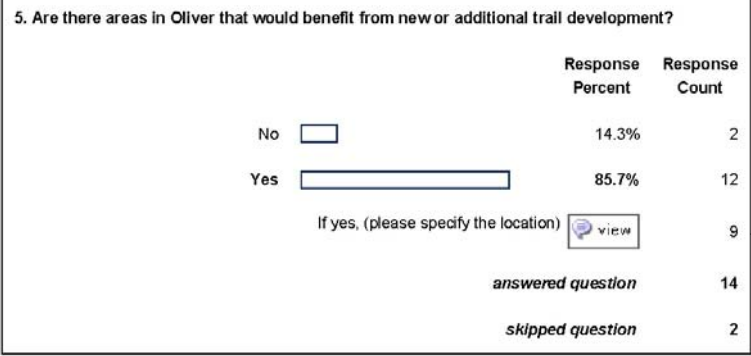 5. Are there areas in Oliver that would benefit from new or additional trail development?
Response Percent Response Count
No 14.3% 2
Yes 85.7% 12
If yes, (please specify the location) view 9
answered question 14
skipped question 2